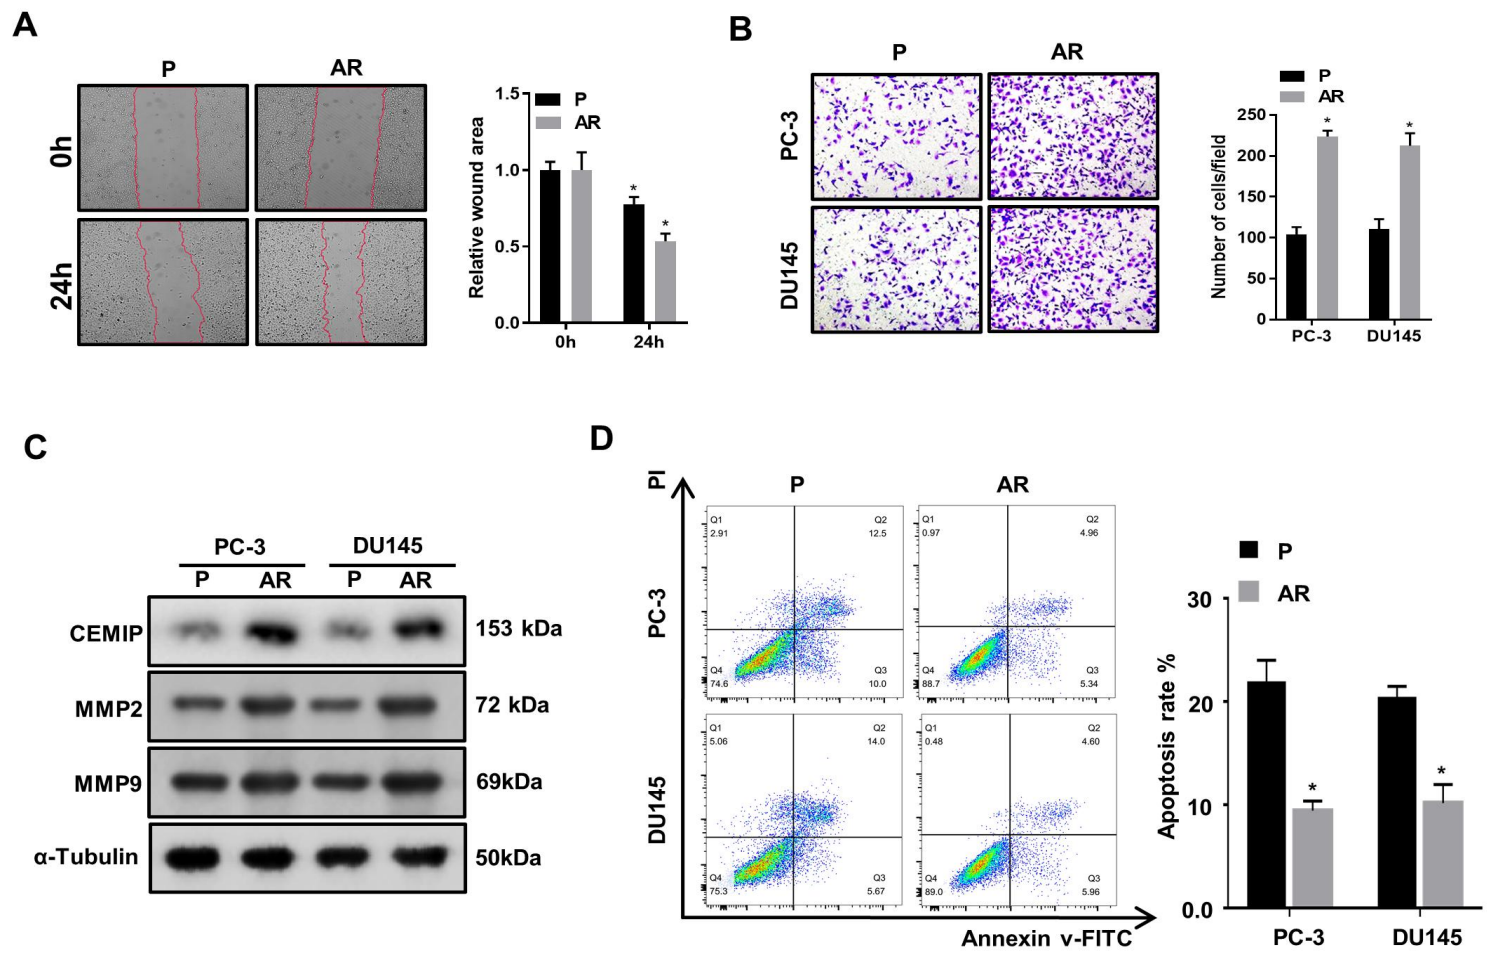 A
P AR
0h
24h
Relative wound area
1.5
1.0
0.5
0.0
P
AR
*
*
0h 24h
B
P AR
PC-3
DU145
Number of cells/field
P
AR
250
200
150
100
50
0
* *
PC-3 DU145
C
PC-3 DU145
P AR P AR
CEMIP 153 kDa
MMP2 72 kDa
MMP9 69kDa
α-Tubulin 50kDa
D
PI
P AR
PC-3
Q1 Q2 Q1 Q2
2.91 12.5 0.97 4.96
Q4 Q3 Q4 Q3
74.6 10.0 88.7 5.34
DU145
Q1 Q2 Q1 Q2
5.06 14.0 0.48 4.60
Q4 Q3 Q4 Q3
75.3 5.67 89.0 5.96
Annexin v-FITC
P
AR
Apoptosis rate %
30
20
10
0.0
* *
PC-3 DU145